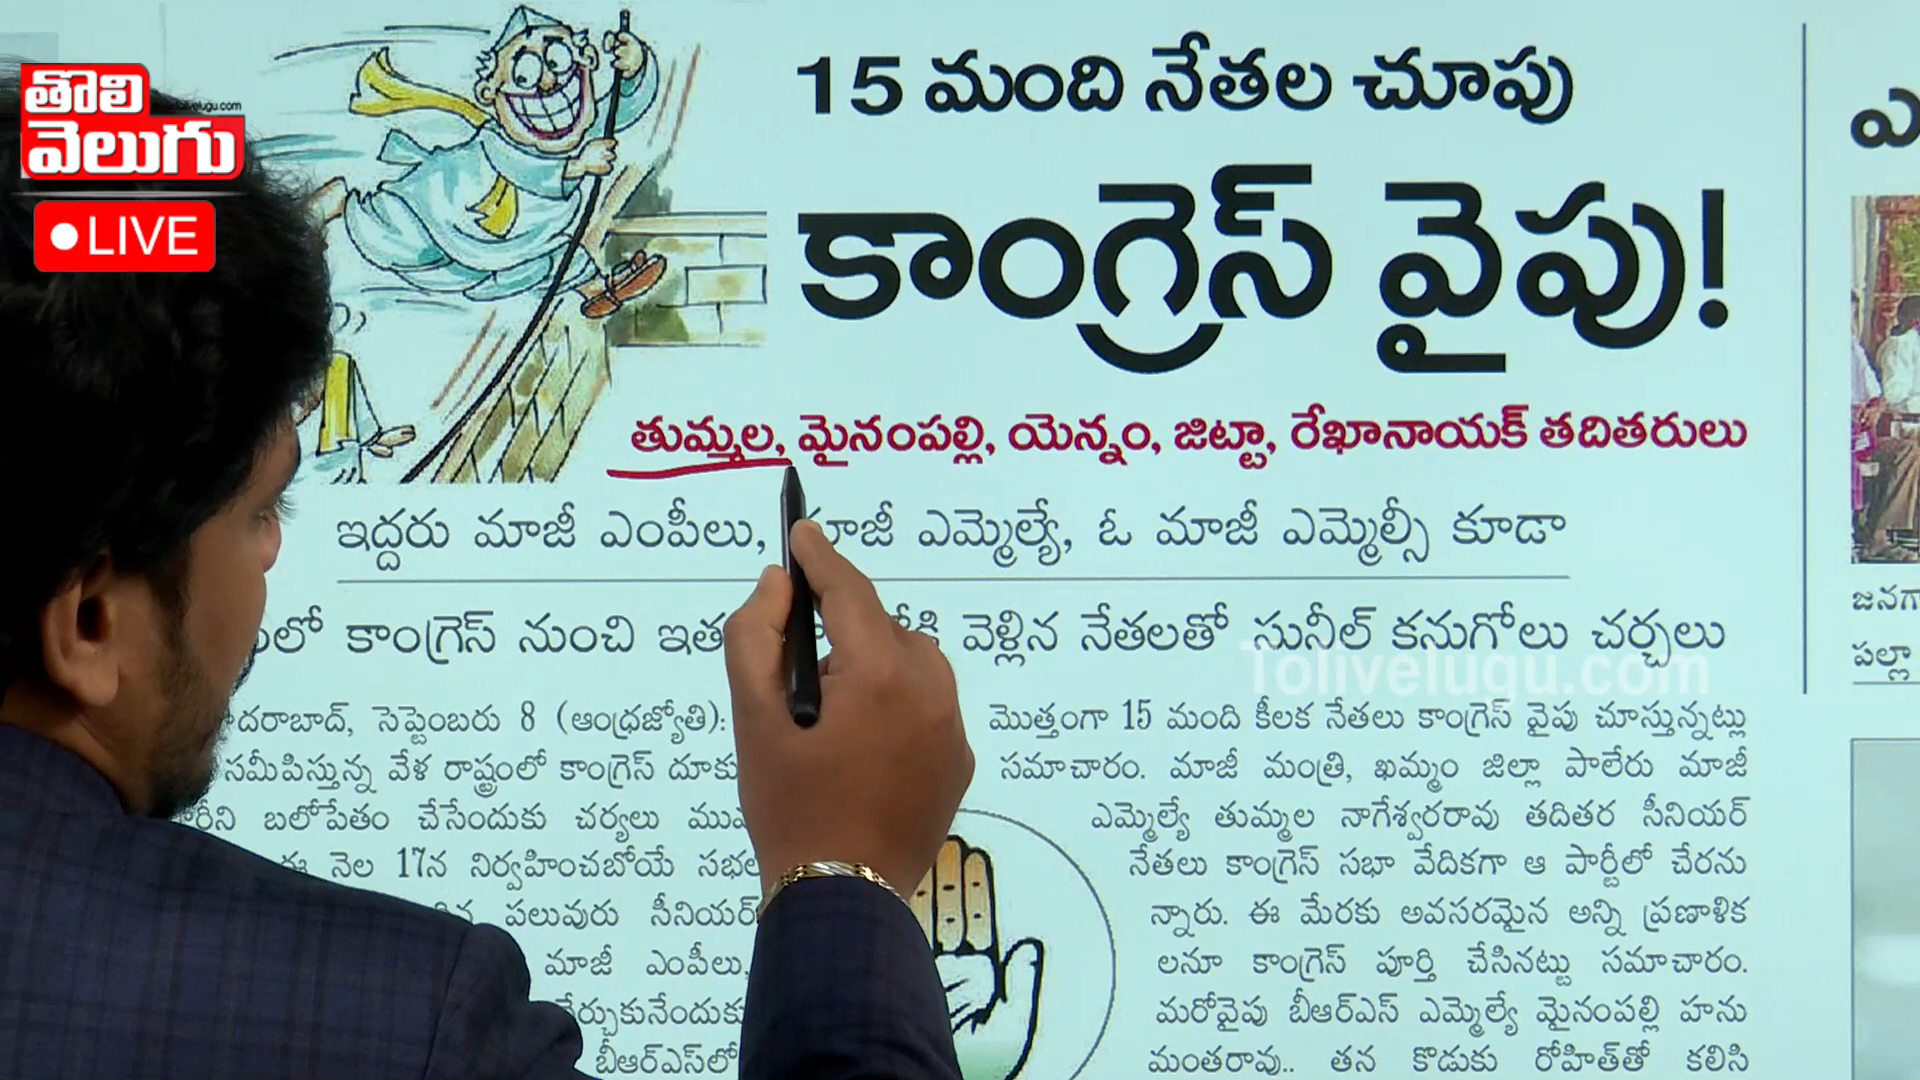 తొలి
వెలుగు
LIVE
15 మంది నేతల చూపు
కాంగ్రెస్ వైపు!
తుమ్మల, మైనంపల్లి, యెన్నం, జిట్టా, రేఖానాయక్ తదితరులు
ఇద్దరు మాజీ ఎంపీలు, మాజీ ఎమ్మెల్యే, ఓ మాజీ ఎమ్మెల్సీ కూడా
కాంగ్రెస్ నుంచి వెళ్లిన నేతలతో సునీల్ కనుగోలు చర్చలు
Tolivelugu.com
సెప్టెంబరు 8 (ఆంధ్రజ్యోతి):
సమీపిస్తున్న వేళ రాష్ట్రంలో కాంగ్రెస్
బలోపేతం చేసేందుకు చర్యలు
ఈ నెల 17న నిర్వహించబోయే
పలువురు సీనియర్
మాజీ ఎంపీలు,
మొత్తంగా 15 మంది కీలక నేతలు కాంగ్రెస్ వైపు చూస్తున్నట్లు
సమాచారం. మాజీ మంత్రి, ఖమ్మం జిల్లా పాలేరు మాజీ
ఎమ్మెల్యే తుమ్మల నాగేశ్వరరావు తదితర సీనియర్
నేతలు కాంగ్రెస్ సభా వేదికగా ఆ పార్టీలో చేరను
న్నారు. ఈ మేరకు అవసరమైన అన్ని ప్రణాళిక
లనూ కాంగ్రెస్ పూర్తి చేసినట్టు సమాచారం.
మరోవైపు బీఆర్ఎస్ ఎమ్మెల్యే మైనంపల్లి హను
మంతరావు.. తన కొడుకు రోహిత్‌తో కలిసి
పల్లా